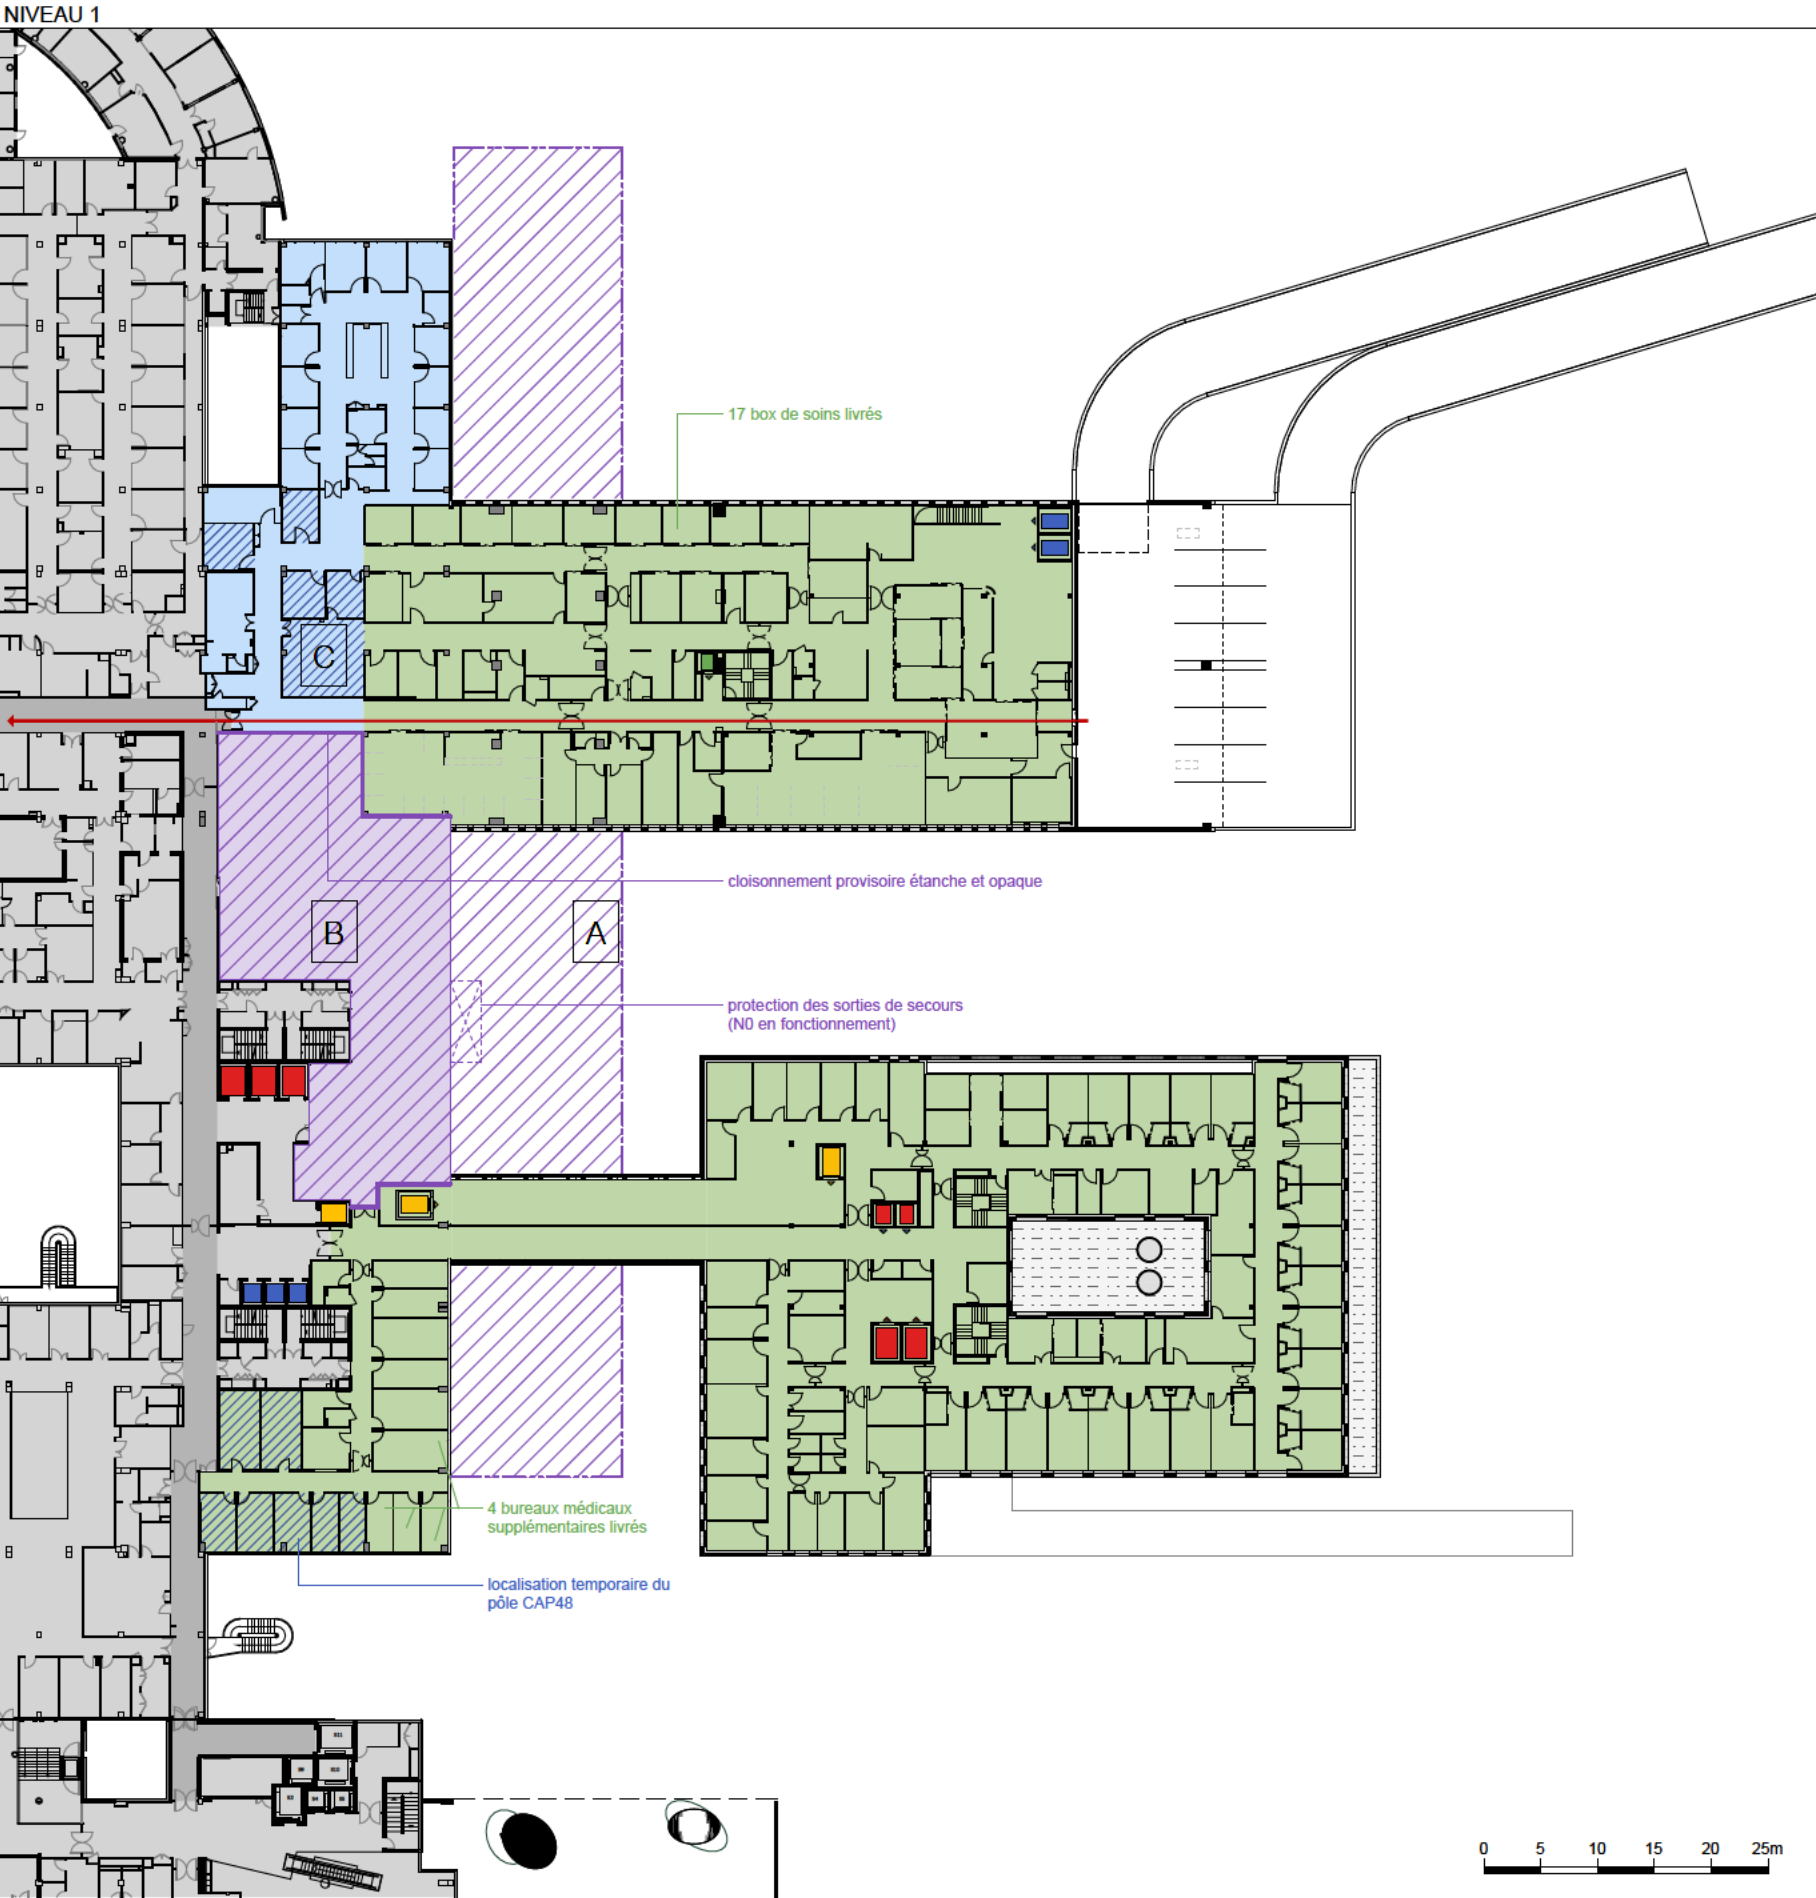 NIVEAU 1
17 box de soins livrés
C
cloisonnement provisoire étanche et opaque
B
A
protection des sorties de secours
(N0 en fonctionnement)
4 bureaux médicaux
supplémentaires livrés
localisation temporaire du
pôle CAP48
0 5 10 15 20 25m